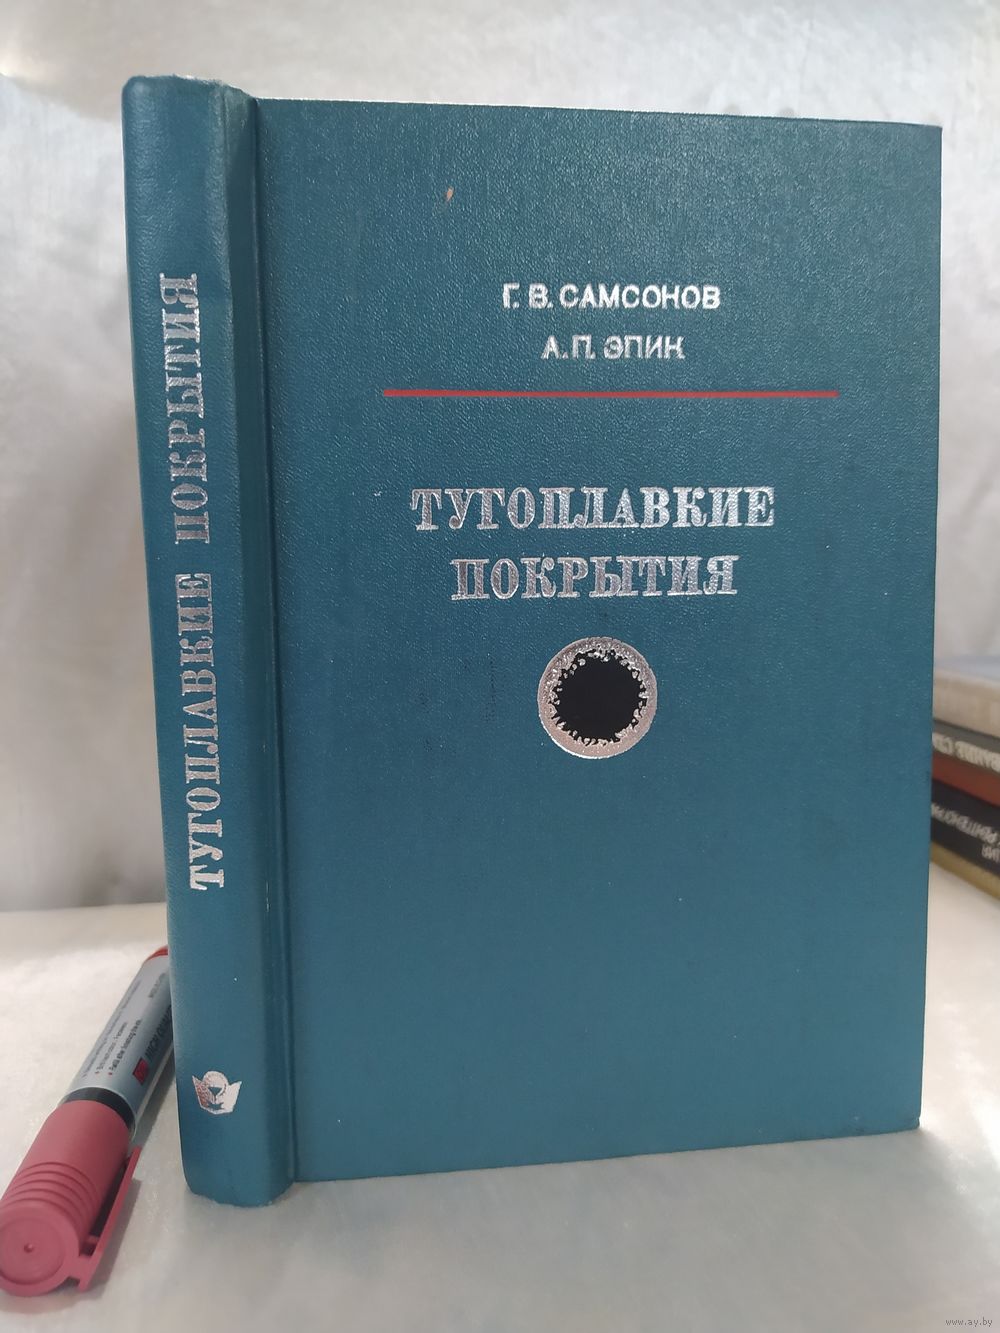 Г. В. САМСОНОВ
А. П. ЭПИК
ТУГОПЛАВКИЕ
ПОКРЫТИЯ
ТУГОПЛАВКИЕ ПОКРЫТИЯ
www.ay.by